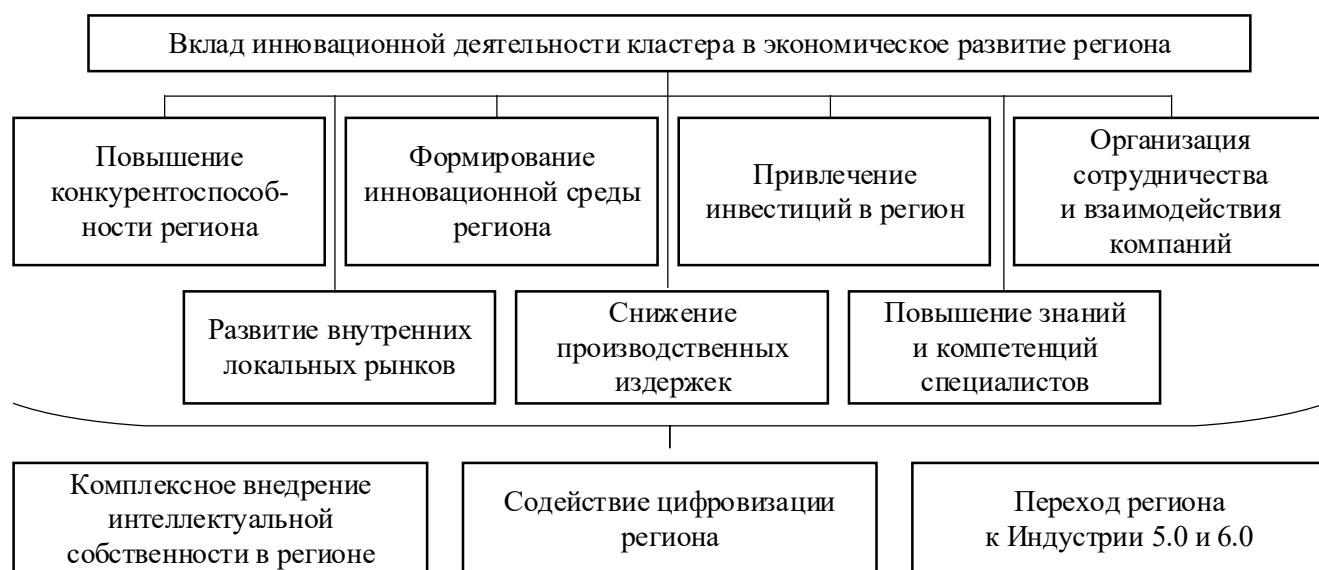 Вклад инновационной деятельности кластера в экономическое развитие региона
Повышение
конкурентоспособ-
ности региона
Формирование
инновационной среды
региона
Привлечение
инвестиций в регион
Организация
сотрудничества
и взаимодействия
компаний
Развитие внутренних
локальных рынков
Снижение
производственных
издержек
Повышение знаний
и компетенций
специалистов
Комплексное внедрение
интеллектуальной
собственности в регионе
Содействие цифровизации
региона
Переход региона
к Индустрии 5.0 и 6.0